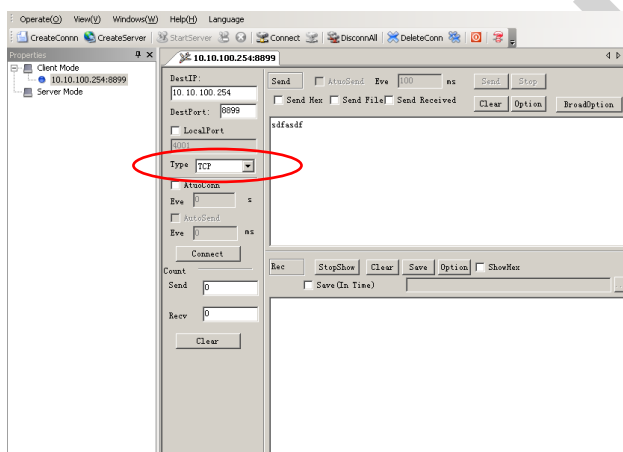 Operate(O) View(V) Windows(W) Help(H) Language
CreateConnn CreateServer StartServer Connect DisconnAll DeleteConn
Properties
10.10.100.254:8899
Client Mode
10.10.100.254:8899
Server Mode
DestIP:
10.10.100.254
DestPort: 8899
LocalPort
4001
Type TCP
AtuoConn
Eve 0 s
AutoSend
Eve 0 ms
Connect
Count
Send 0
Recv 0
Clear
Send AtuoSend Eve 100 ms Send Stop
Send Hex Send File Send Received Clear Option BroadOption
sdfasdf
Rec StopShow Clear Save Option ShowHex
Save(In Time)